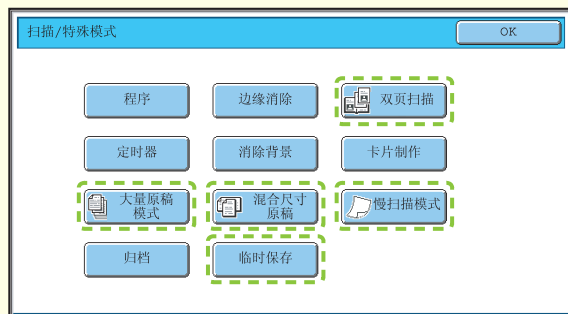 扫描/特殊模式
OK
程序
边缘消除
双页扫描
定时器
消除背景
卡片制作
大量原稿
模式
混合尺寸
原稿
慢扫描模式
归档
临时保存